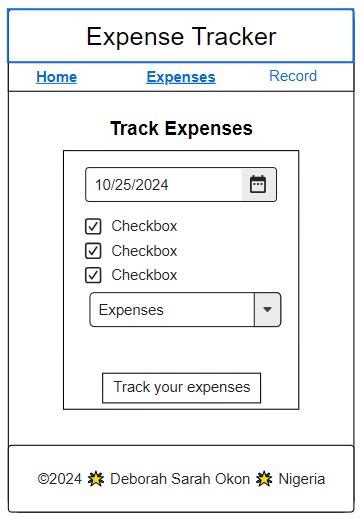 Expense Tracker
Home Expenses Record
Track Expenses
10/25/2024
Checkbox
Checkbox
Checkbox
Expenses
Track your expenses
©2024 🌟 Deborah Sarah Okon 🌟 Nigeria